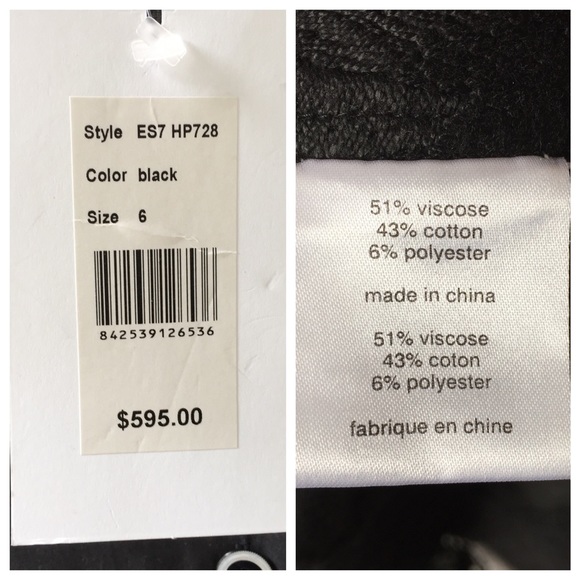 Style ES7 HP728
Color black
Size 6
842539126536
$595.00
51% viscose
43% cotton
6% polyester
made in china
51% viscose
43% coton
6% polyester
fabrique en chine